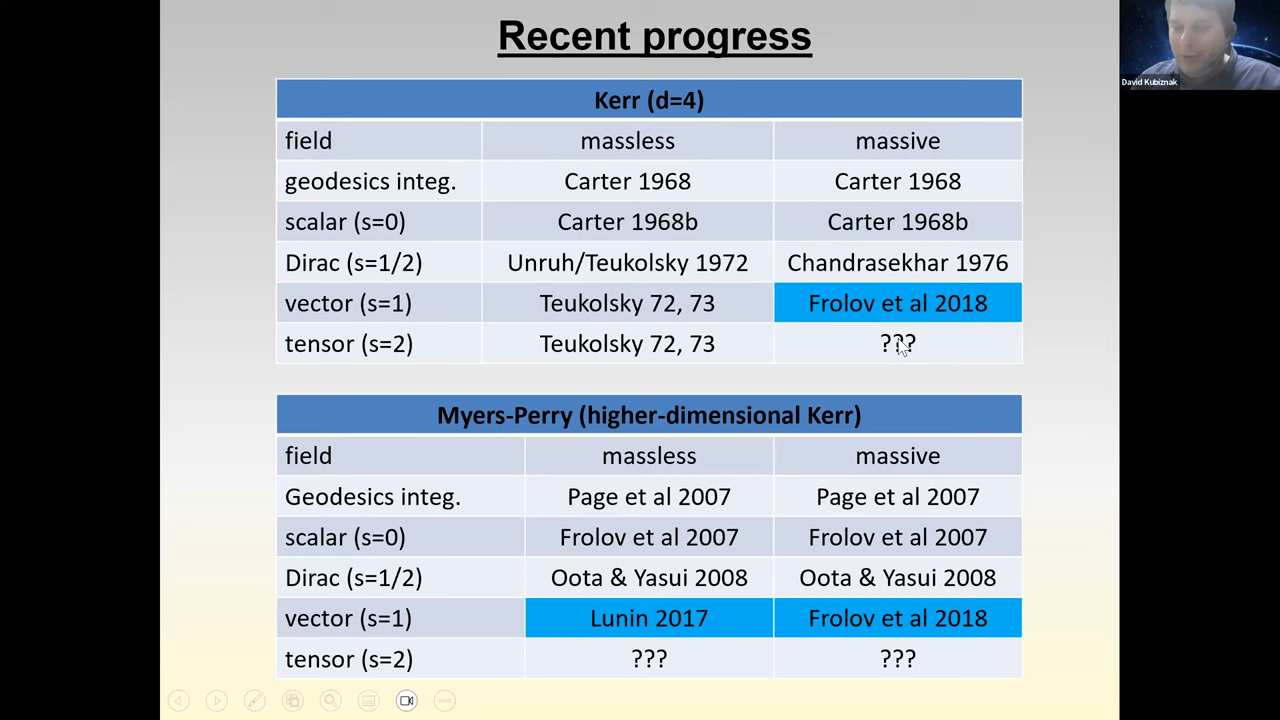 Recent progress
David Kubiznak
Kerr (d=4)
field massless massive
geodesics integ. Carter 1968 Carter 1968
scalar (s=0) Carter 1968b Carter 1968b
Dirac (s=1/2) Unruh/Teukolsky 1972 Chandrasekhar 1976
vector (s=1) Teukolsky 72, 73 Frolov et al 2018
tensor (s=2) Teukolsky 72, 73 ???
Myers-Perry (higher-dimensional Kerr)
field massless massive
Geodesics integ. Page et al 2007 Page et al 2007
scalar (s=0) Frolov et al 2007 Frolov et al 2007
Dirac (s=1/2) Oota & Yasui 2008 Oota & Yasui 2008
vector (s=1) Lunin 2017 Frolov et al 2018
tensor (s=2) ??? ???